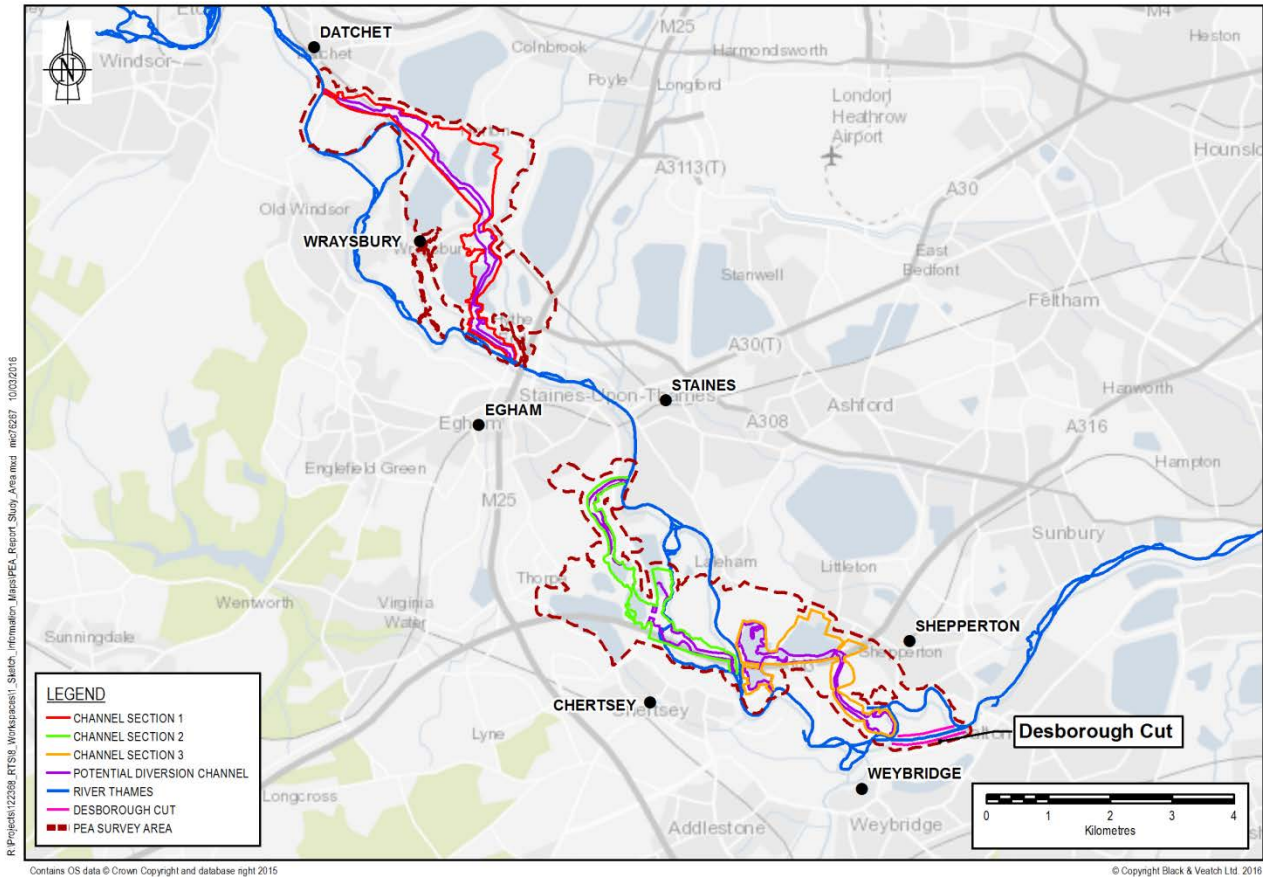 DATCHET
Datchet
Windsor
Colnbrook
M25
Harmondsworth
M4
Heston
Poyle
Longford
London
Heathrow
Airport
Hounslo
A3113(T)
A30
Old Windsor
WRAYSBURY
Wraysbury
Stanwell
East
Bedfont
Feltham
A30(T)
STAINES
Staines-Upon-Thames
EGHAM
Egham
A308
Ashford
Hanworth
A316
Englefield Green
M25
Hampton
Sunbury
Thorpe
Laleham
Littleton
Wentworth
Virginia
Water
SHEPPERTON
Shepperton
Sunningdale
CHERTSEY
Chertsey
Lyne
Desborough Cut
WEYBRIDGE
Weybridge
Longcross
Addlestone
N
LEGEND
CHANNEL SECTION 1
CHANNEL SECTION 2
CHANNEL SECTION 3
POTENTIAL DIVERSION CHANNEL
RIVER THAMES
DESBOROUGH CUT
PEA SURVEY AREA
0 1 2 3 4
Kilometres
Contains OS data © Crown Copyright and database right 2015
© Copyright Black & Veatch Ltd. 2016